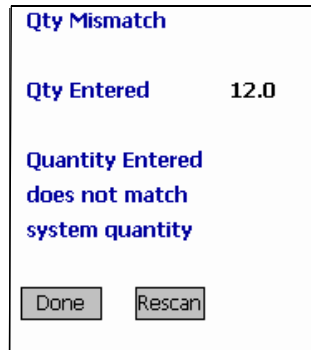 Qty Mismatch
Qty Entered 12.0
Quantity Entered
does not match
system quantity
Done Rescan